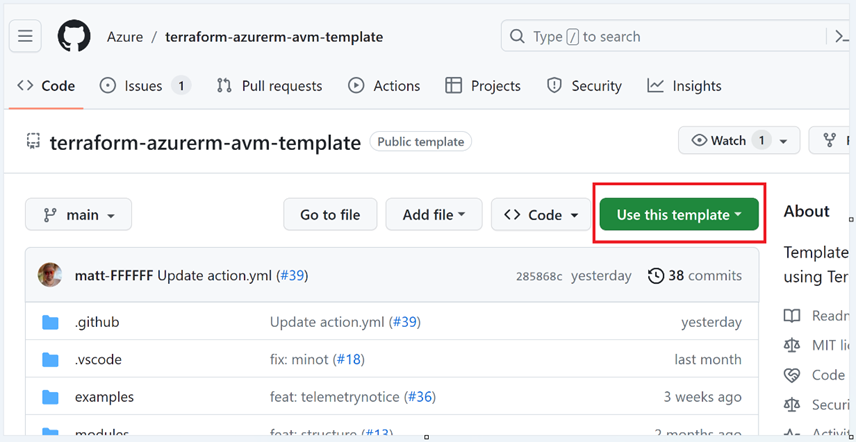 Azure / terraform-azurerm-avm-template Type / to search
Code Issues 1 Pull requests Actions Projects Security Insights
terraform-azurerm-avm-template Public template Watch 1
main Go to file Add file Code Use this template About
matt-FFFFFF Update action.yml (#39) 285868c yesterday 38 commits
Template
using Ter
.github Update action.yml (#39) yesterday
Readm
.vscode fix: minot (#18) last month
MIT lic
Code
examples feat: telemetrynotice (#36) 3 weeks ago
Securi
modules feat: structure (#13) 2 months ago
Activit